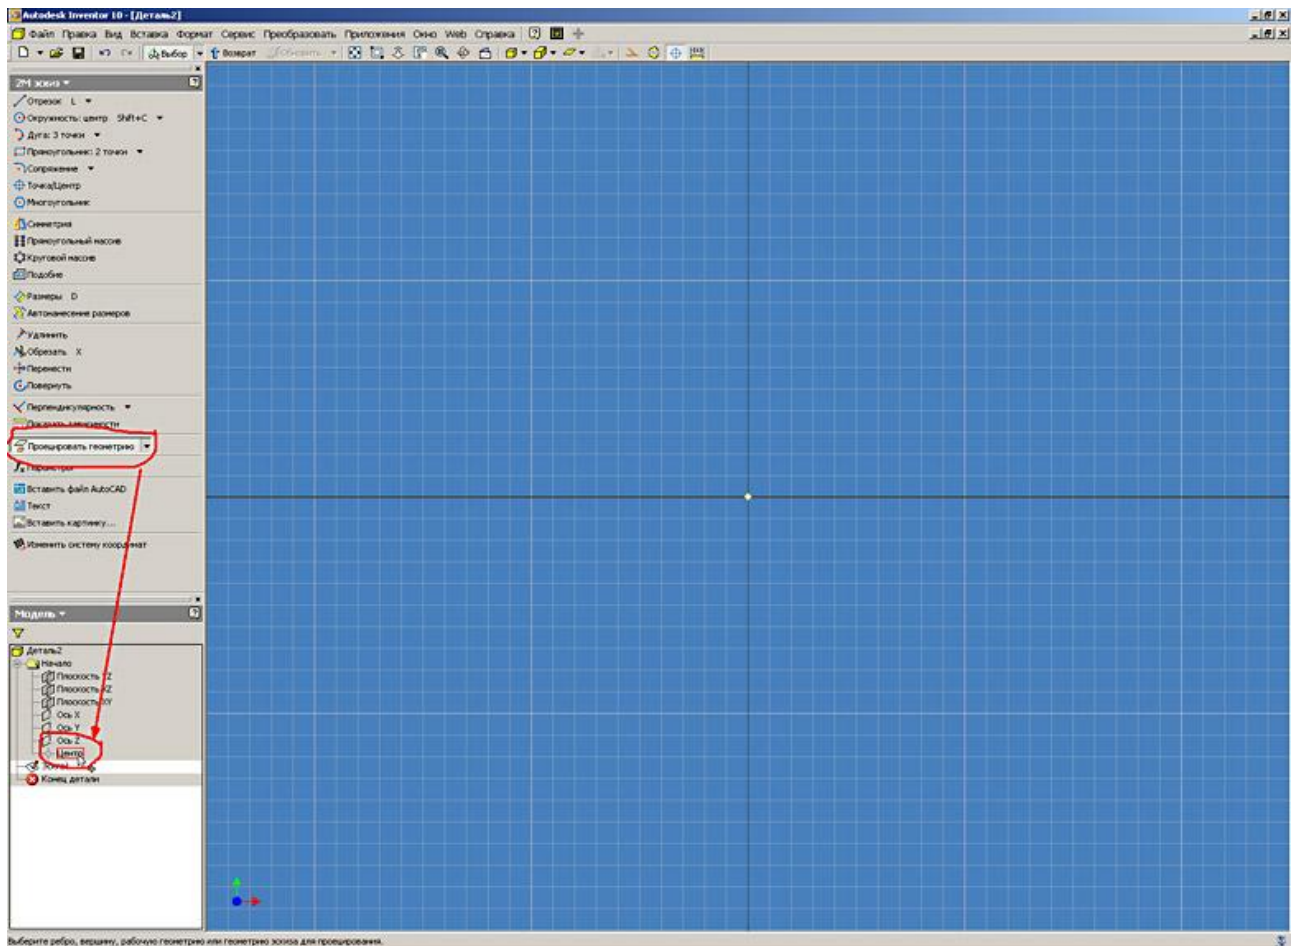 Autodesk Inventor 10 - [Деталь2]
Файл Правка Вид Вставка Формат Сервис Преобразовать Приложения Окно Web Справка
Выбор Возврат Обновить
2М эскиз
Отрезок L
Окружность: центр Shift+C
Дуга: 3 точки
Прямоугольник: 2 точки
Сопряжение
Точка/Центр
Многоугольник
Симметрия
Прямоугольный массив
Круговой массив
Подобие
Размеры D
Автонанесение размеров
Удлинить
Обрезать X
Перенести
Повернуть
Перпендикулярность
Показать зависимости
Проецировать геометрию
Параметры
Вставить файл AutoCAD
Текст
Вставить картинку...
Изменить систему координат
Модель
Деталь2
Начало
Плоскость YZ
Плоскость XZ
Плоскость XY
Ось X
Ось Y
Ось Z
Центр
Конец детали
Выберите ребро, вершину, рабочую геометрию или геометрию эскиза для проецирования.